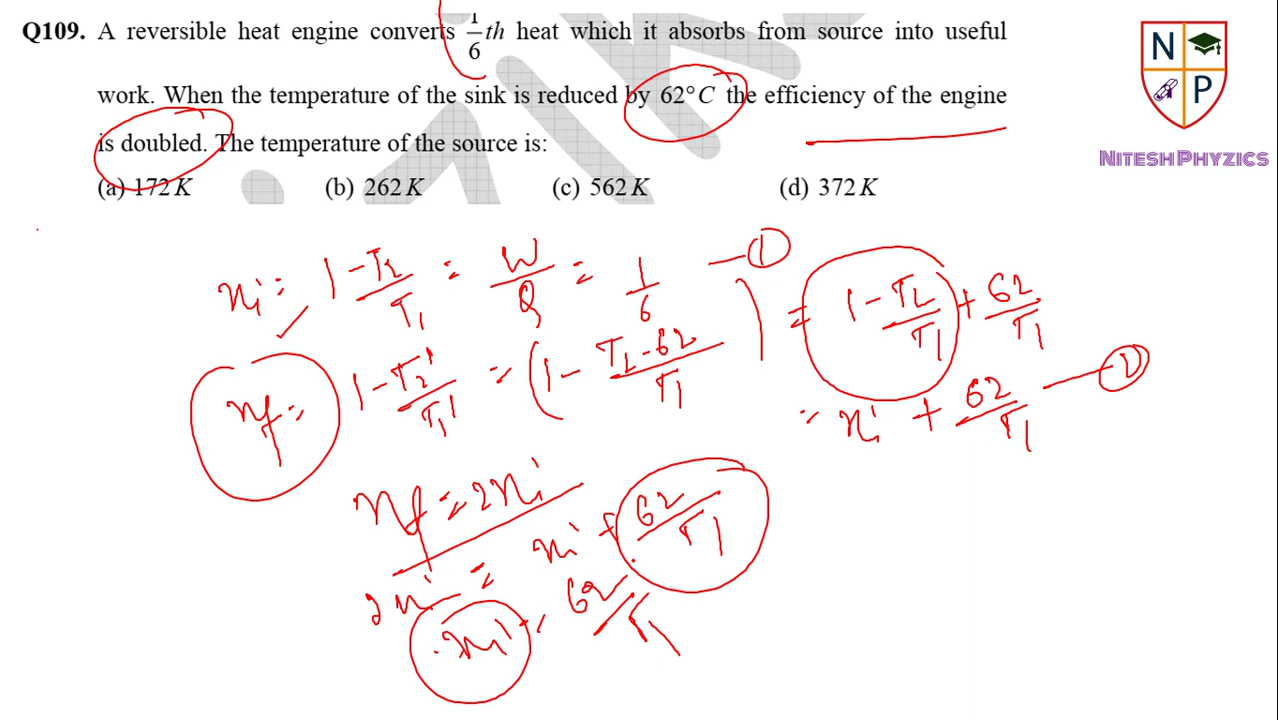 Q109. A reversible heat engine converts 1/6 th heat which it absorbs from source into useful
work. When the temperature of the sink is reduced by 62°C the efficiency of the engine
is doubled. The temperature of the source is:
(a) 172 K (b) 262 K (c) 562 K (d) 372 K
N P
NITESH PHYZICS
ηi = 1 - T2/T1 = W/Q = 1/6 — ①
ηf = 1 - T2'/T1' = (1 - T2-62/T1) = 1 - T2/T1 + 62/T1
= ηi + 62/T1 — ②
ηf = 2ηi
2ηi = ηi + 62/T1
ηi = 62/T1